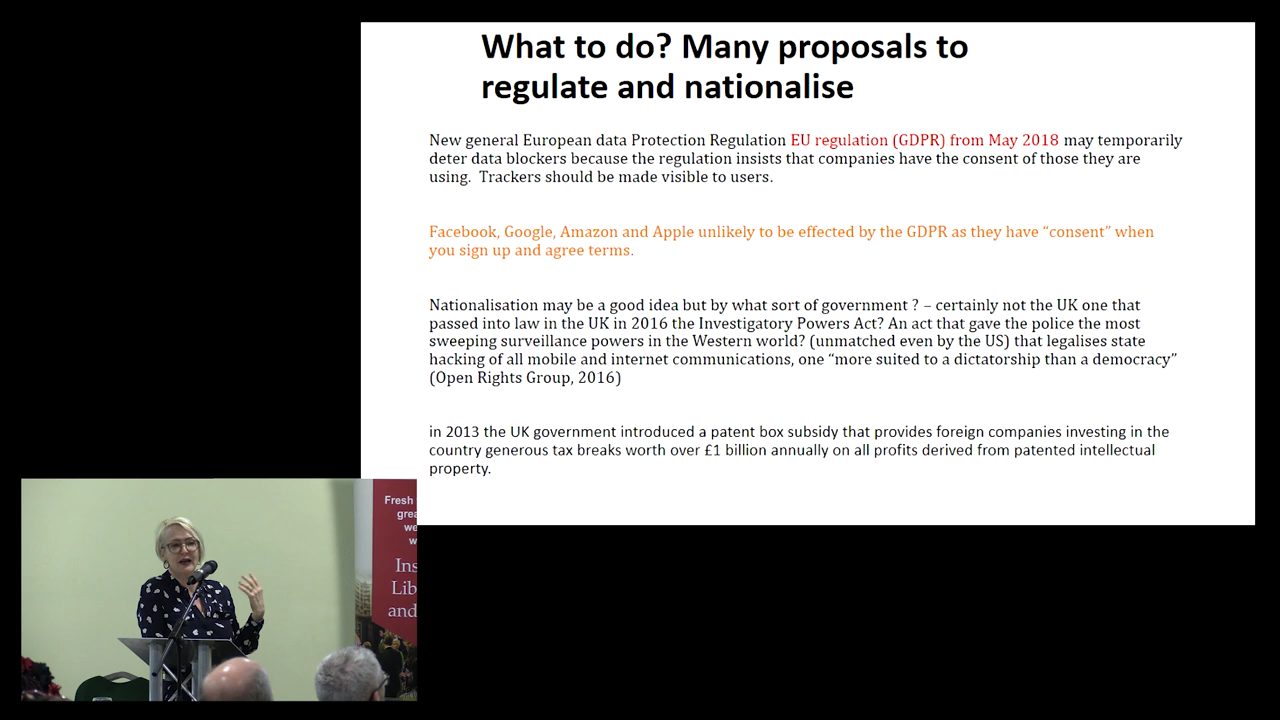 What to do? Many proposals to
regulate and nationalise
New general European data Protection Regulation EU regulation (GDPR) from May 2018 may temporarily
deter data blockers because the regulation insists that companies have the consent of those they are
using.  Trackers should be made visible to users.
Facebook, Google, Amazon and Apple unlikely to be effected by the GDPR as they have “consent” when
you sign up and agree terms.
Nationalisation may be a good idea but by what sort of government ? – certainly not the UK one that
passed into law in the UK in 2016 the Investigatory Powers Act? An act that gave the police the most
sweeping surveillance powers in the Western world? (unmatched even by the US) that legalises state
hacking of all mobile and internet communications, one “more suited to a dictatorship than a democracy”
(Open Rights Group, 2016)
in 2013 the UK government introduced a patent box subsidy that provides foreign companies investing in the
country generous tax breaks worth over £1 billion annually on all profits derived from patented intellectual
property.
Fresh
grea
we
w
Ins
Lib
and